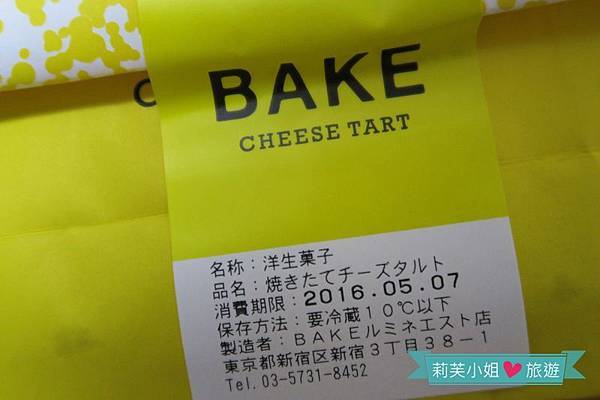 BAKE
CHEESE TART
名称：洋生菓子
品名：焼きたてチーズタルト
消費期限：2016.05.07
保存方法：要冷蔵１０℃以下
製造者：ＢＡＫＥルミネエスト店
東京都新宿区新宿３丁目３８－１
Tel.03-5731-8452
莉芙小姐❤旅遊